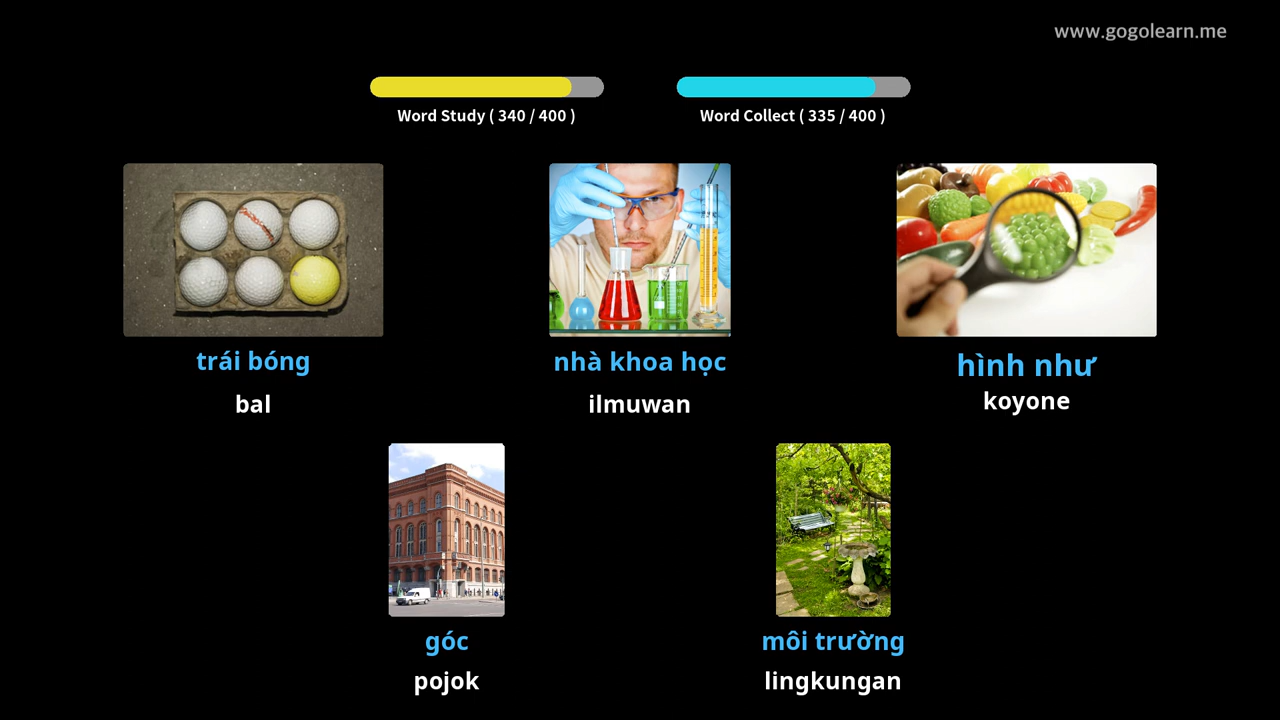 www.gogolearn.me
Word Study ( 340 / 400 )
Word Collect ( 335 / 400 )
trái bóng
bal
nhà khoa học
ilmuwan
hình như
koyone
góc
pojok
môi trường
lingkungan